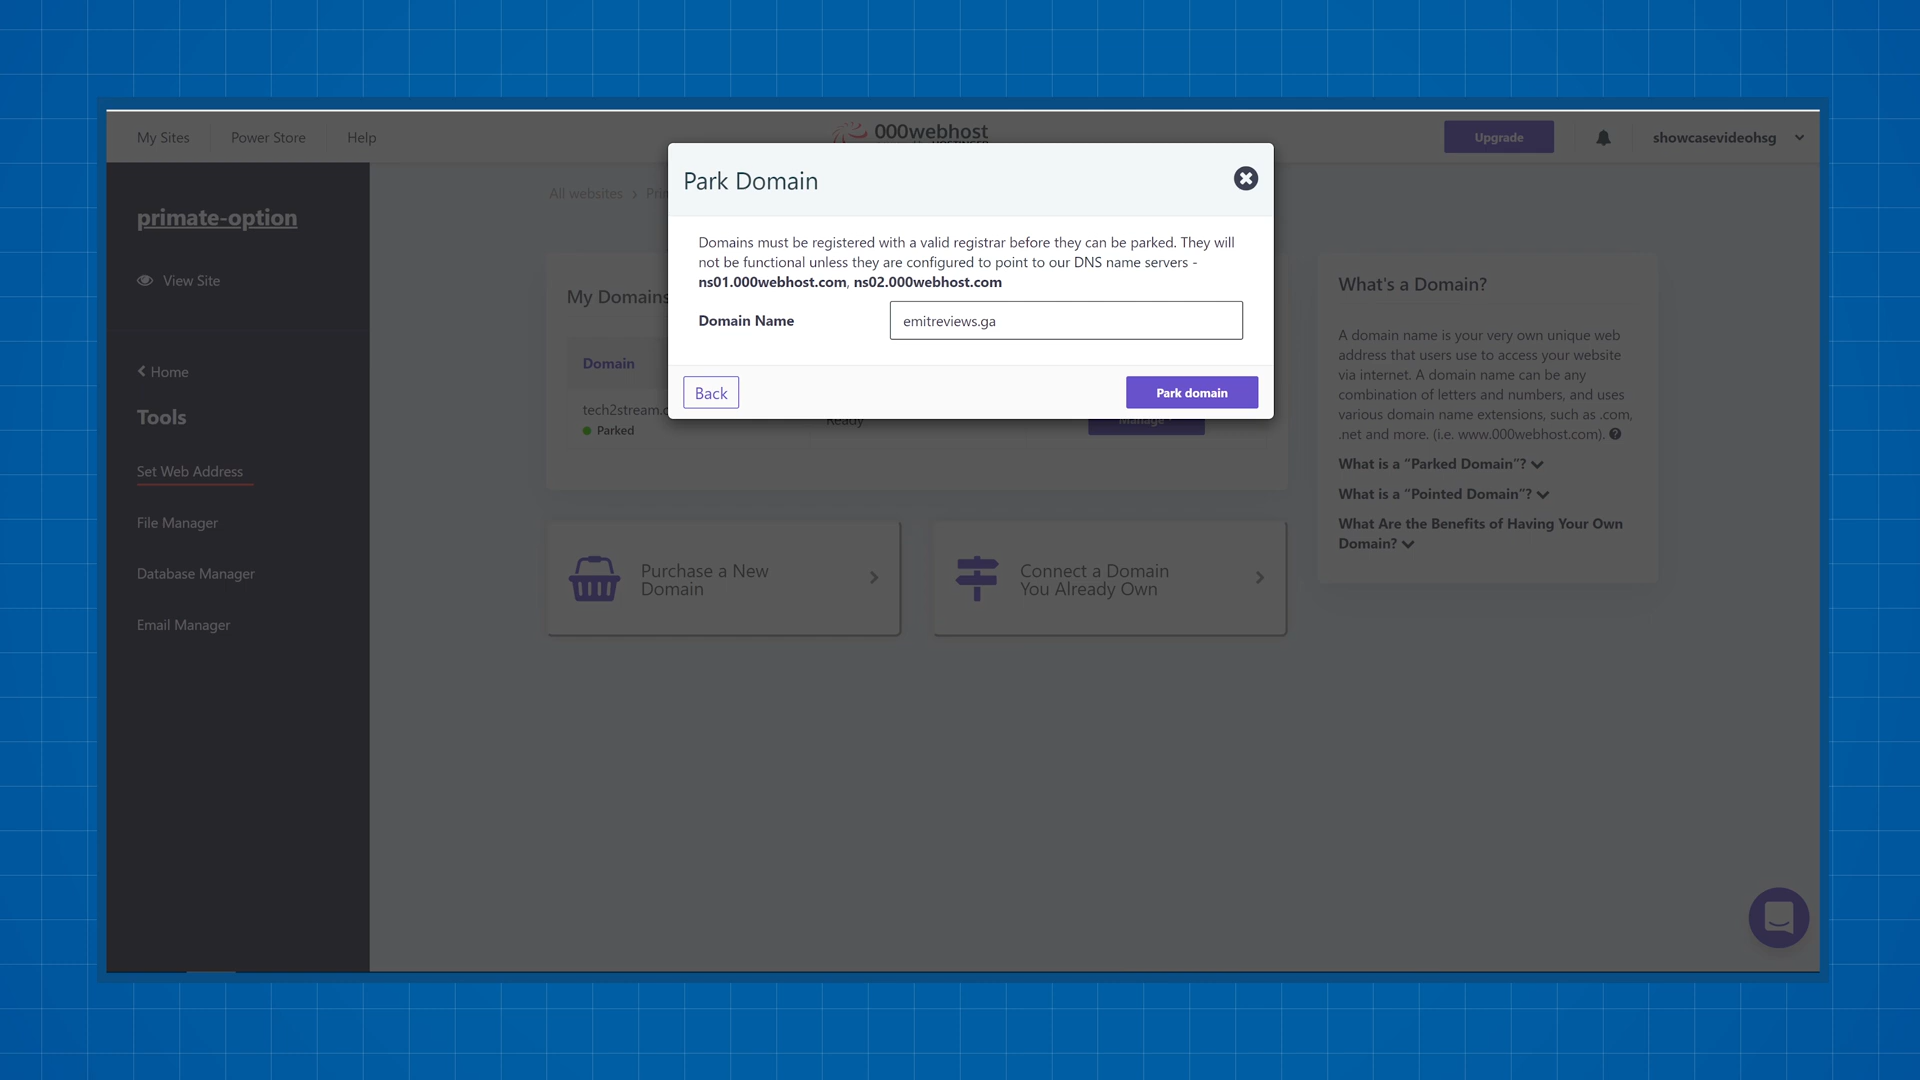 My Sites
Power Store
Help
000webhost
Upgrade
showcasevideohsg
primate-option
View Site
Home
Tools
Set Web Address
File Manager
Database Manager
Email Manager
All websites
Park Domain
Domains must be registered with a valid registrar before they can be parked. They will
not be functional unless they are configured to point to our DNS name servers -
ns01.000webhost.com, ns02.000webhost.com
Domain Name
emitreviews.ga
Back
Park domain
My Domains
Domain
tech2stream.c
Parked
Ready
Manage
Purchase a New
Domain
Connect a Domain
You Already Own
What's a Domain?
A domain name is your very own unique web
address that users use to access your website
via internet. A domain name can be any
combination of letters and numbers, and uses
various domain name extensions, such as .com,
.net and more. (i.e. www.000webhost.com).
What is a “Parked Domain”?
What is a “Pointed Domain”?
What Are the Benefits of Having Your Own
Domain?